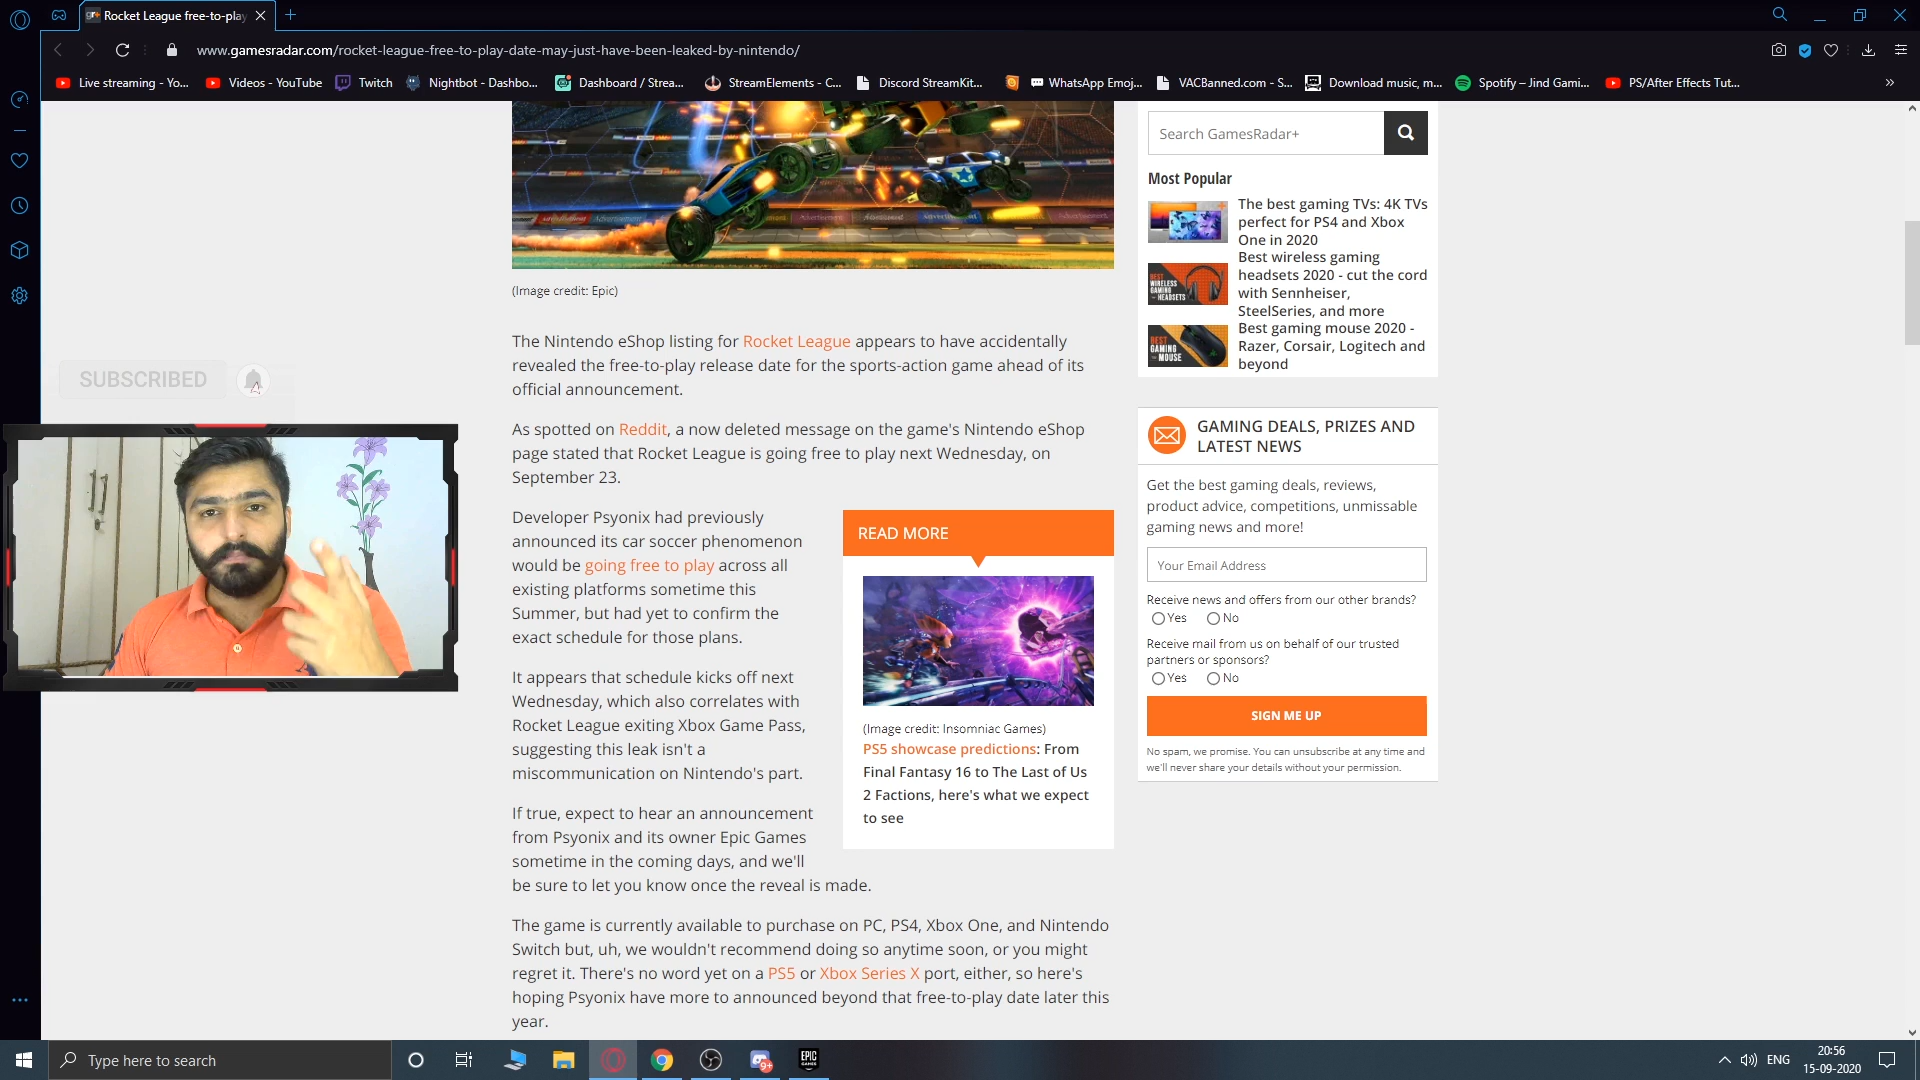 Rocket League free-to-play
www.gamesradar.com/rocket-league-free-to-play-date-may-just-have-been-leaked-by-nintendo/
Live streaming - Yo...
Videos - YouTube
Twitch
Nightbot - Dashbo...
Dashboard / Strea...
StreamElements - C...
Discord StreamKit...
WhatsApp Emoj...
VACBanned.com - S...
Download music, m...
Spotify – Jind Gami...
PS/After Effects Tut...
»
(Image credit: Epic)
The Nintendo eShop listing for Rocket League appears to have accidentally
revealed the free-to-play release date for the sports-action game ahead of its
official announcement.
As spotted on Reddit, a now deleted message on the game's Nintendo eShop
page stated that Rocket League is going free to play next Wednesday, on
September 23.
Developer Psyonix had previously
announced its car soccer phenomenon
would be going free to play across all
existing platforms sometime this
Summer, but had yet to confirm the
exact schedule for those plans.
It appears that schedule kicks off next
Wednesday, which also correlates with
Rocket League exiting Xbox Game Pass,
suggesting this leak isn't a
miscommunication on Nintendo's part.
If true, expect to hear an announcement
from Psyonix and its owner Epic Games
sometime in the coming days, and we'll
be sure to let you know once the reveal is made.
The game is currently available to purchase on PC, PS4, Xbox One, and Nintendo
Switch but, uh, we wouldn't recommend doing so anytime soon, or you might
regret it. There's no word yet on a PS5 or Xbox Series X port, either, so here's
hoping Psyonix have more to announced beyond that free-to-play date later this
year.
READ MORE
(Image credit: Insomniac Games)
PS5 showcase predictions: From
Final Fantasy 16 to The Last of Us
2 Factions, here's what we expect
to see
Search GamesRadar+
Most Popular
The best gaming TVs: 4K TVs
perfect for PS4 and Xbox
One in 2020
BEST
WIRELESS
GAMING
HEADSETS
Best wireless gaming
headsets 2020 - cut the cord
with Sennheiser,
SteelSeries, and more
BEST
GAMING
MOUSE
Best gaming mouse 2020 -
Razer, Corsair, Logitech and
beyond
GAMING DEALS, PRIZES AND
LATEST NEWS
Get the best gaming deals, reviews,
product advice, competitions, unmissable
gaming news and more!
Your Email Address
Receive news and offers from our other brands?
Yes No
Receive mail from us on behalf of our trusted
partners or sponsors?
Yes No
SIGN ME UP
No spam, we promise. You can unsubscribe at any time and
we'll never share your details without your permission.
SUBSCRIBED
Type here to search
9+
EPIC
GAMES
ENG
20:56
15-09-2020